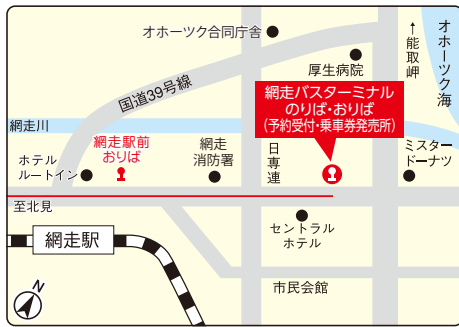 オホーツク合同庁舎
↑能取岬
オホーツク海
厚生病院
国道39号線
網走バスターミナル
のりば・おりば
(予約受付・乗車券発売所)
網走川
網走駅前
おりば
網走
消防署
日専連
ミスター
ドーナツ
ホテル
ルートイン
至北見
セントラル
ホテル
網走駅
市民会館
N